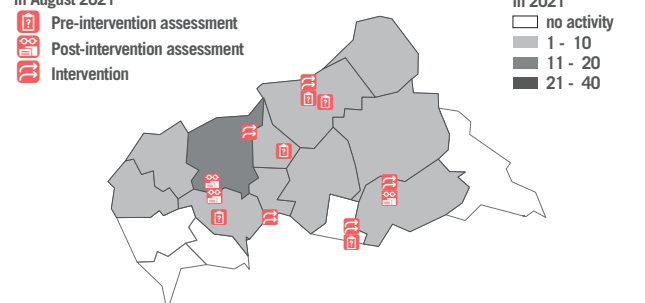 in August 2021
Pre-intervention assessment
Post-intervention assessment
Intervention
in 2021
no activity
1 - 10
11 - 20
21 - 40